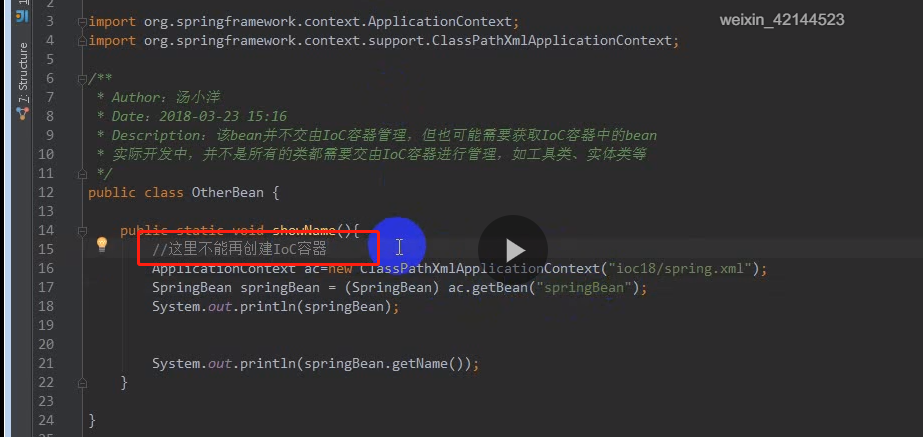 weixin_42144523
1
7: Structure
2
3 import org.springframework.context.ApplicationContext;
4 import org.springframework.context.support.ClassPathXmlApplicationContext;
5
6 /**
7 * Author：汤小洋
8 * Date：2018-03-23 15:16
9 * Description：该bean并不交由IoC容器管理，但也可能需要获取IoC容器中的bean
10 * 实际开发中，并不是所有的类都需要交由IoC容器进行管理，如工具类、实体类等
11 */
12 public class OtherBean {
13
14 public static void showName(){
15 //这里不能再创建IoC容器
16 ApplicationContext ac=new ClassPathXmlApplicationContext("ioc18/spring.xml");
17 SpringBean springBean = (SpringBean) ac.getBean("springBean");
18 System.out.println(springBean);
19
20
21 System.out.println(springBean.getName());
22 }
23
24 }